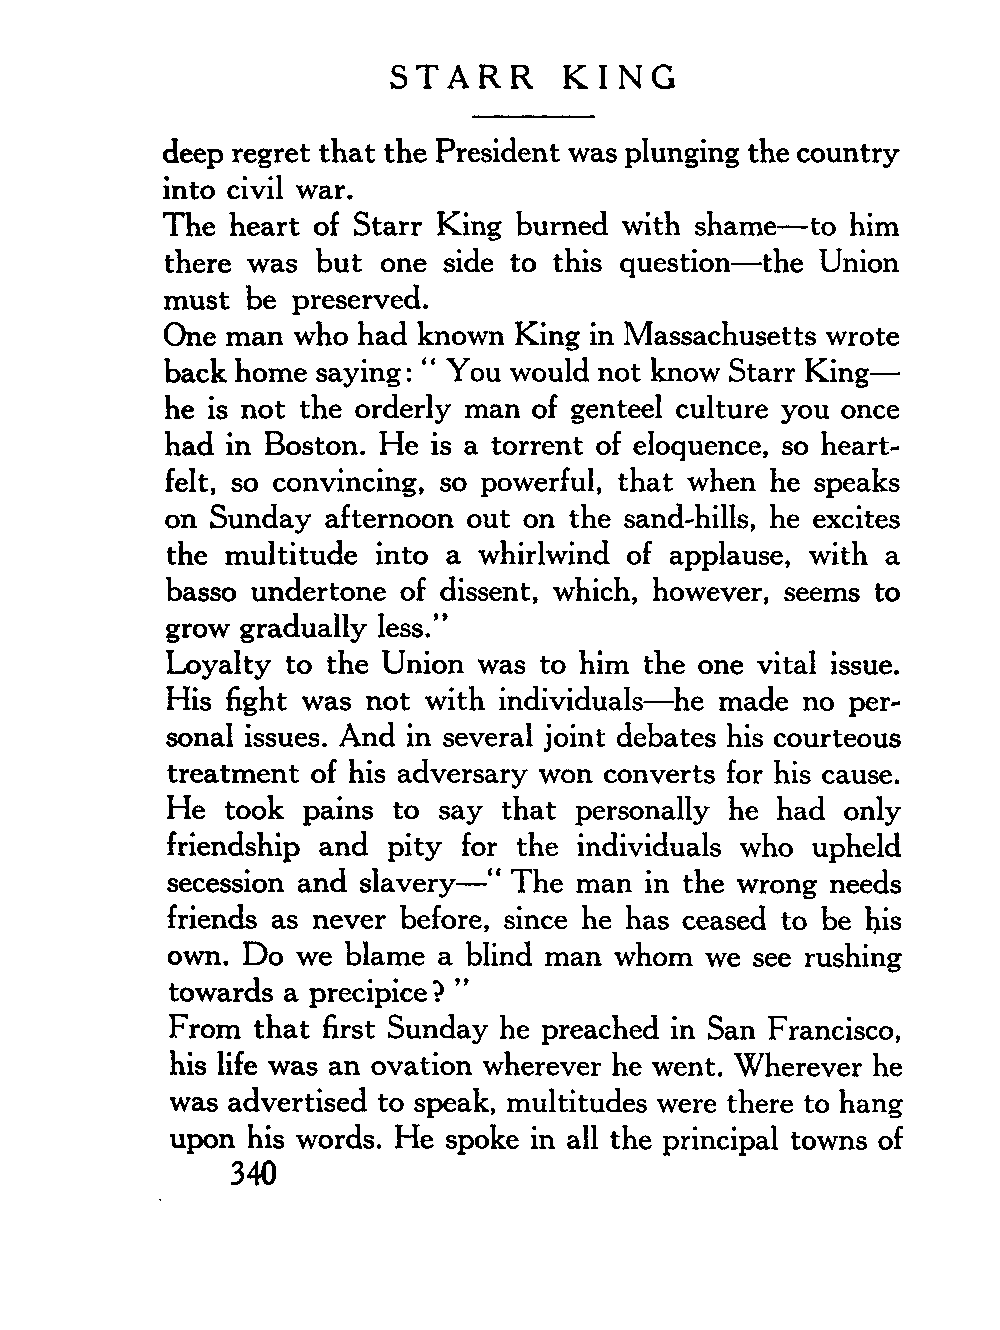 STARR KING
deep regret that the President was plunging the country
into civil war.
The heart of Starr King burned with shame—to him
there was but one side to this question—the Union
must be preserved.
One man who had known King in Massachusetts wrote
back home saying: “ You would not know Starr King—
he is not the orderly man of genteel culture you once
had in Boston. He is a torrent of eloquence, so heart-
felt, so convincing, so powerful, that when he speaks
on Sunday afternoon out on the sand-hills, he excites
the multitude into a whirlwind of applause, with a
basso undertone of dissent, which, however, seems to
grow gradually less.”
Loyalty to the Union was to him the one vital issue.
His fight was not with individuals—he made no per-
sonal issues. And in several joint debates his courteous
treatment of his adversary won converts for his cause.
He took pains to say that personally he had only
friendship and pity for the individuals who upheld
secession and slavery—“ The man in the wrong needs
friends as never before, since he has ceased to be his
own. Do we blame a blind man whom we see rushing
towards a precipice? ”
From that first Sunday he preached in San Francisco,
his life was an ovation wherever he went. Wherever he
was advertised to speak, multitudes were there to hang
upon his words. He spoke in all the principal towns of
340